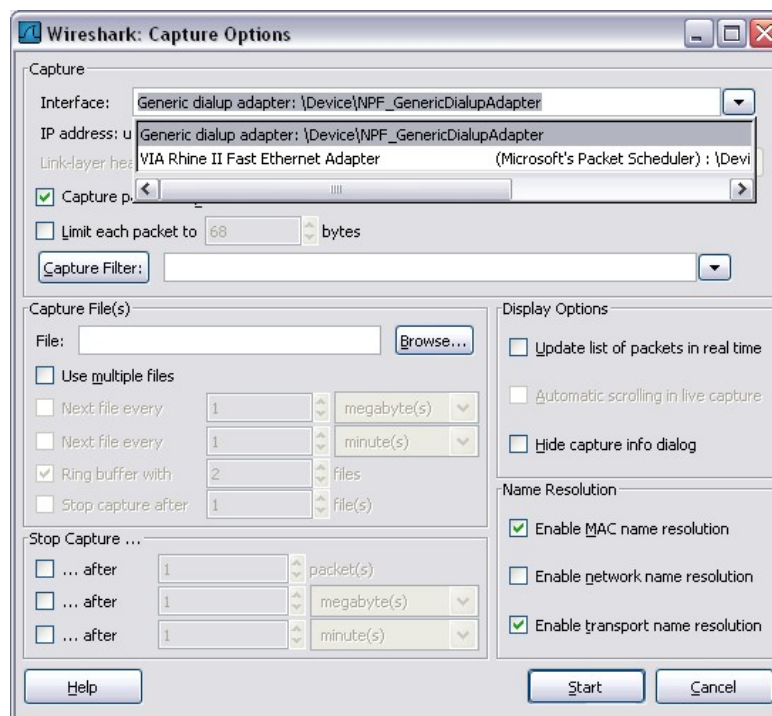 Wireshark: Capture Options
Capture
Interface: Generic dialup adapter: \Device\NPF_GenericDialupAdapter
IP address: u
Generic dialup adapter: \Device\NPF_GenericDialupAdapter
Link-layer hea
VIA Rhine II Fast Ethernet Adapter (Microsoft's Packet Scheduler) : \Devi
Capture p
Limit each packet to 68 bytes
Capture Filter:
Capture File(s)
File: Browse...
Use multiple files
Next file every 1 megabyte(s)
Next file every 1 minute(s)
Ring buffer with 2 files
Stop capture after 1 file(s)
Stop Capture ...
... after 1 packet(s)
... after 1 megabyte(s)
... after 1 minute(s)
Display Options
Update list of packets in real time
Automatic scrolling in live capture
Hide capture info dialog
Name Resolution
Enable MAC name resolution
Enable network name resolution
Enable transport name resolution
Help Start Cancel